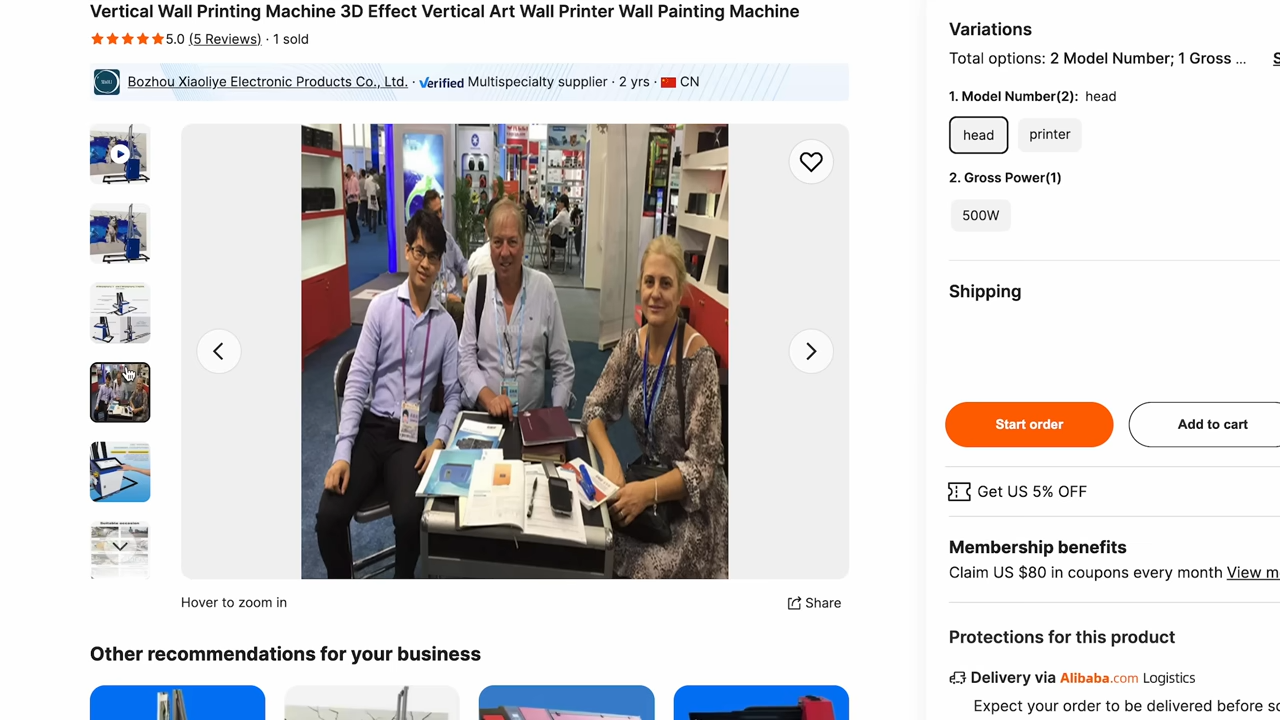 Vertical Wall Printing Machine 3D Effect Vertical Art Wall Printer Wall Painting Machine
5.0 (5 Reviews) · 1 sold
Bozhou Xiaoliye Electronic Products Co., Ltd. · Verified Multispecialty supplier · 2 yrs · CN
Hover to zoom in
Share
Other recommendations for your business
Variations
Total options: 2 Model Number; 1 Gross ...
1. Model Number(2): head
head
printer
2. Gross Power(1)
500W
Shipping
Start order
Add to cart
Get US 5% OFF
Membership benefits
Claim US $80 in coupons every month View m
Protections for this product
Delivery via Alibaba.com Logistics
Expect your order to be delivered before sc